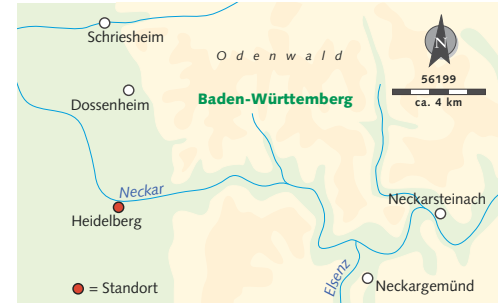 Schriesheim
Odenwald
N
56199
ca. 4 km
Dossenheim
Baden-Württemberg
Neckar
Neckarsteinach
Heidelberg
Elsenz
Neckargemünd
= Standort